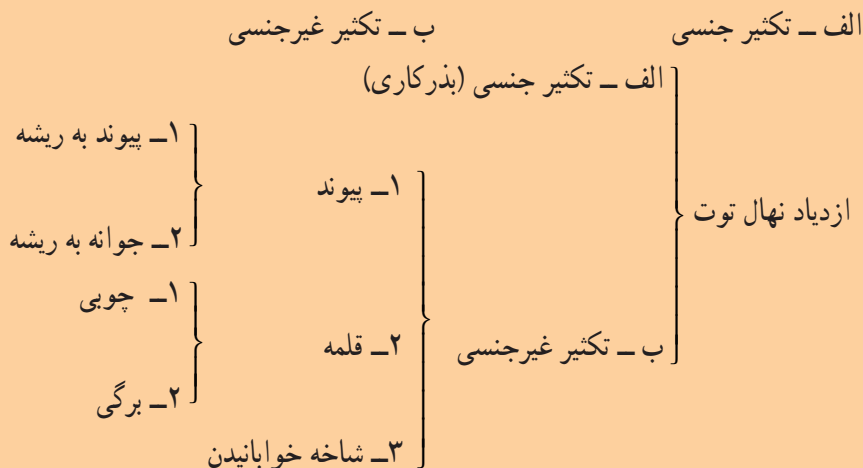 الف ــ تکثیر جنسی ب ــ تکثیر غیرجنسی
الف ــ تکثیر جنسی (بذرکاری)
۱ــ پیوند به ریشه
۱ــ پیوند
ازدیاد نهال توت
۲ــ جوانه به ریشه
۱ــ چوبی
ب ــ تکثیر غیرجنسی ۲ــ قلمه
۲ــ برگی
۳ــ شاخه خوابانیدن